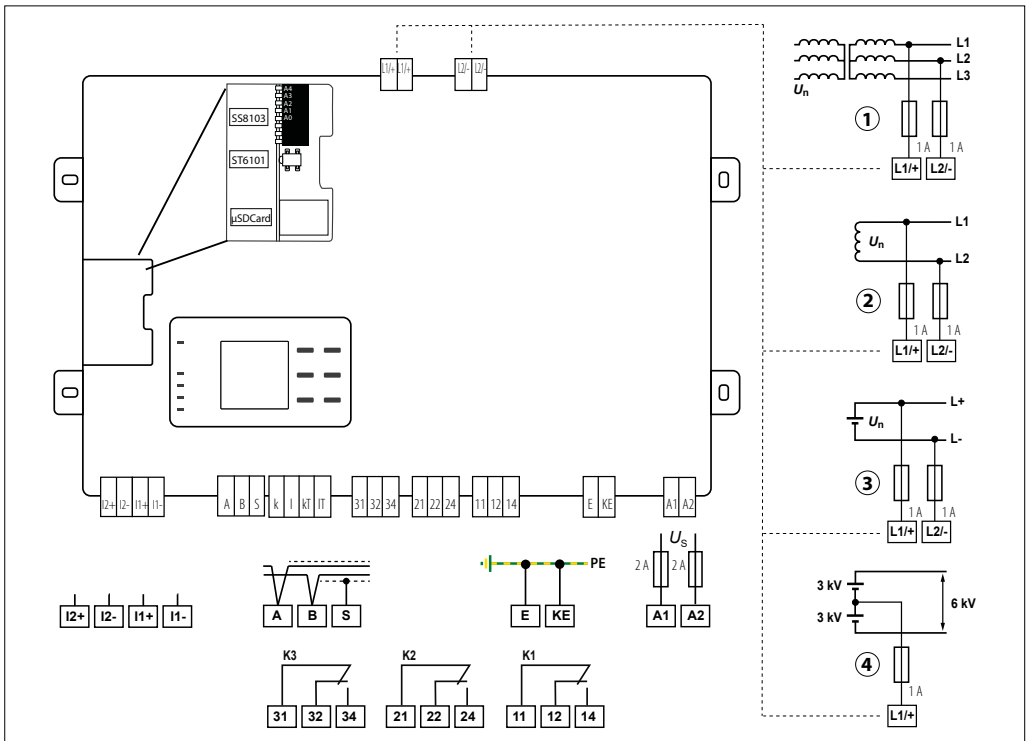 L1/+ L1/+ L2/- L2/-
A4
A3
A2
A1
A0
SS8103
ST6101
µSDCard
I2+ I2- I1+ I1- A B S k l kT lT 31 32 34 21 22 24 11 12 14 E KE A1 A2
I2+ I2- I1+ I1-
A B S
PE
E KE
US
2 A 2 A
A1 A2
K3
31 32 34
K2
21 22 24
K1
11 12 14
L1
L2
L3
Un
1
1 A 1 A
L1/+ L2/-
L1
Un
L2
2
1 A 1 A
L1/+ L2/-
L+
Un
L-
3
1 A 1 A
L1/+ L2/-
3 kV
3 kV
6 kV
4
1 A
L1/+